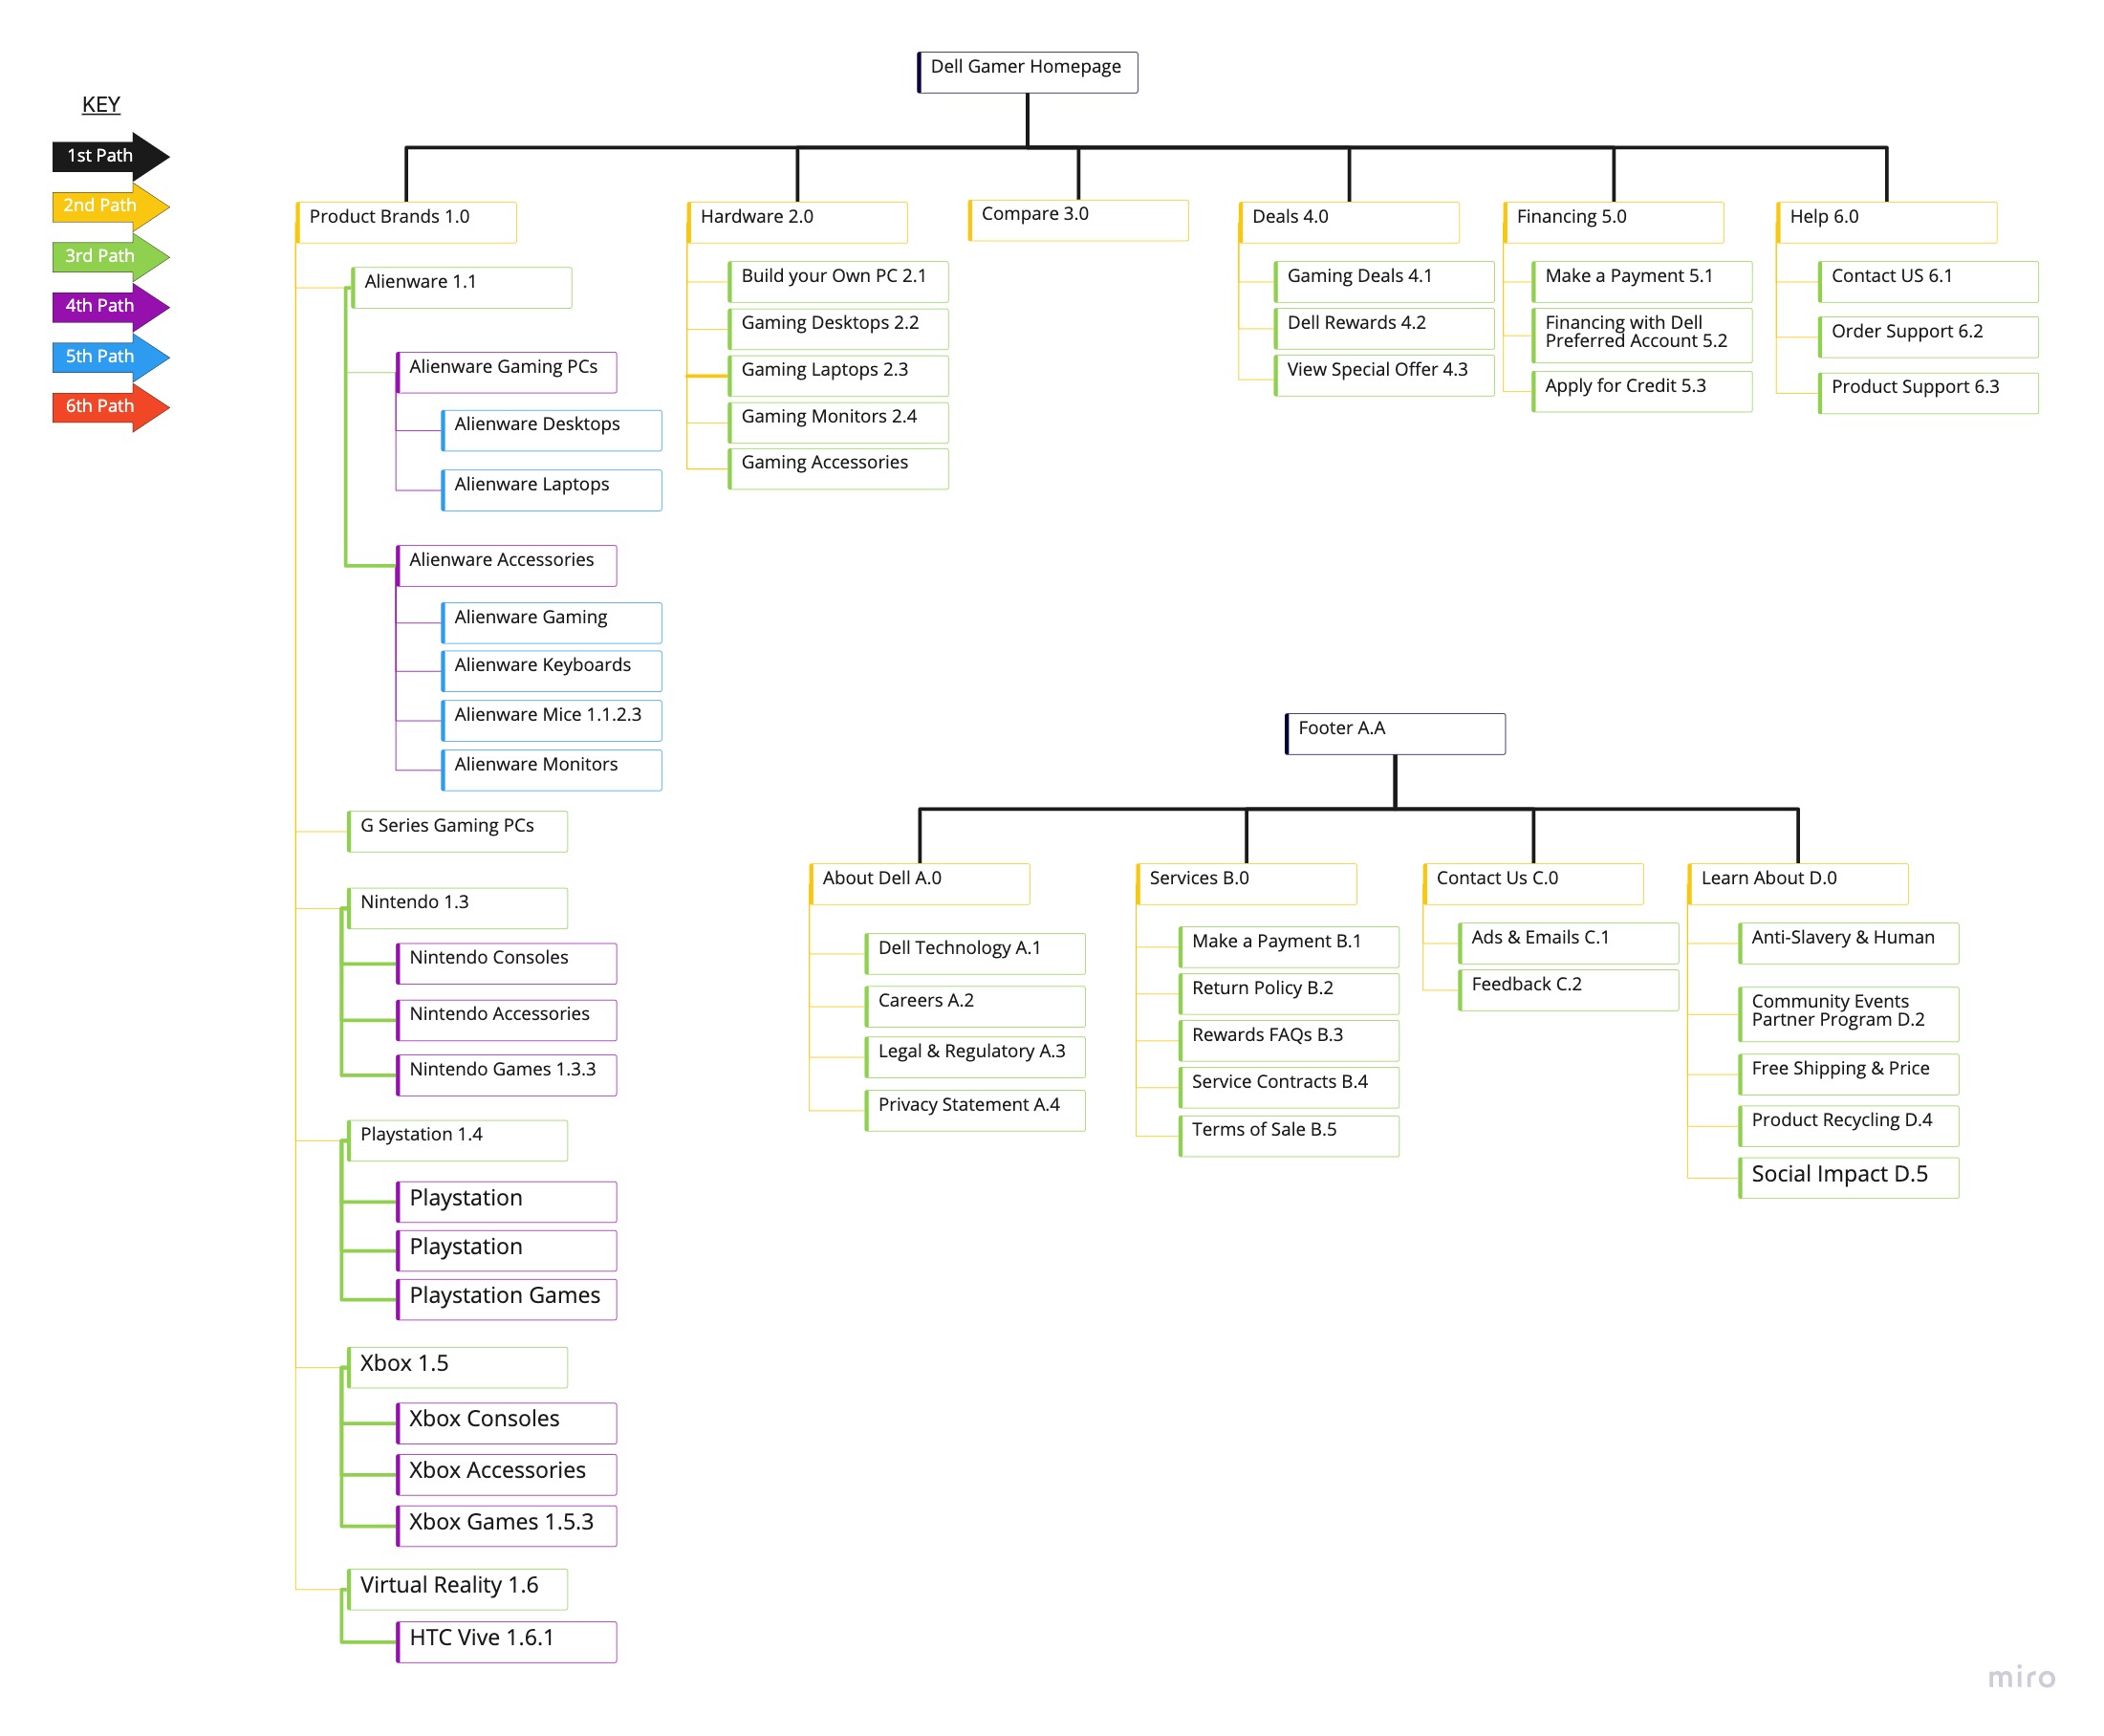 Dell Gamer Homepage
KEY
1st Path
2nd Path
3rd Path
4th Path
5th Path
6th Path
Product Brands 1.0
Alienware 1.1
Alienware Gaming PCs
Alienware Desktops
Alienware Laptops
Alienware Accessories
Alienware Gaming
Alienware Keyboards
Alienware Mice 1.1.2.3
Alienware Monitors
G Series Gaming PCs
Nintendo 1.3
Nintendo Consoles
Nintendo Accessories
Nintendo Games 1.3.3
Playstation 1.4
Playstation
Playstation
Playstation Games
Xbox 1.5
Xbox Consoles
Xbox Accessories
Xbox Games 1.5.3
Virtual Reality 1.6
HTC Vive 1.6.1
Hardware 2.0
Build your Own PC 2.1
Gaming Desktops 2.2
Gaming Laptops 2.3
Gaming Monitors 2.4
Gaming Accessories
Compare 3.0
Deals 4.0
Gaming Deals 4.1
Dell Rewards 4.2
View Special Offer 4.3
Financing 5.0
Make a Payment 5.1
Financing with Dell
Preferred Account 5.2
Apply for Credit 5.3
Help 6.0
Contact US 6.1
Order Support 6.2
Product Support 6.3
Footer A.A
About Dell A.0
Dell Technology A.1
Careers A.2
Legal & Regulatory A.3
Privacy Statement A.4
Services B.0
Make a Payment B.1
Return Policy B.2
Rewards FAQs B.3
Service Contracts B.4
Terms of Sale B.5
Contact Us C.0
Ads & Emails C.1
Feedback C.2
Learn About D.0
Anti-Slavery & Human
Community Events
Partner Program D.2
Free Shipping & Price
Product Recycling D.4
Social Impact D.5
miro